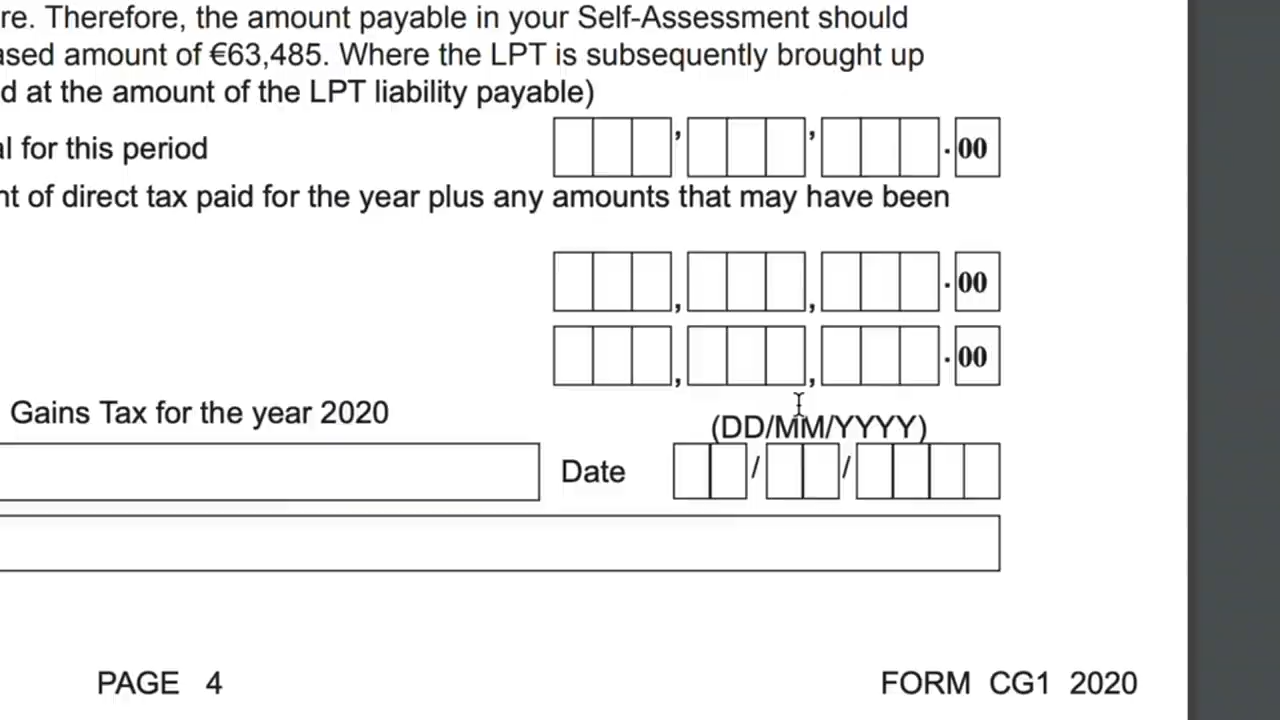 re. Therefore, the amount payable in your Self-Assessment should
ased amount of €63,485. Where the LPT is subsequently brought up
d at the amount of the LPT liability payable)
al for this period , , .00
nt of direct tax paid for the year plus any amounts that may have been
, , .00
, , .00
Gains Tax for the year 2020
(DD/MM/YYYY)
Date / /
PAGE 4 FORM CG1 2020